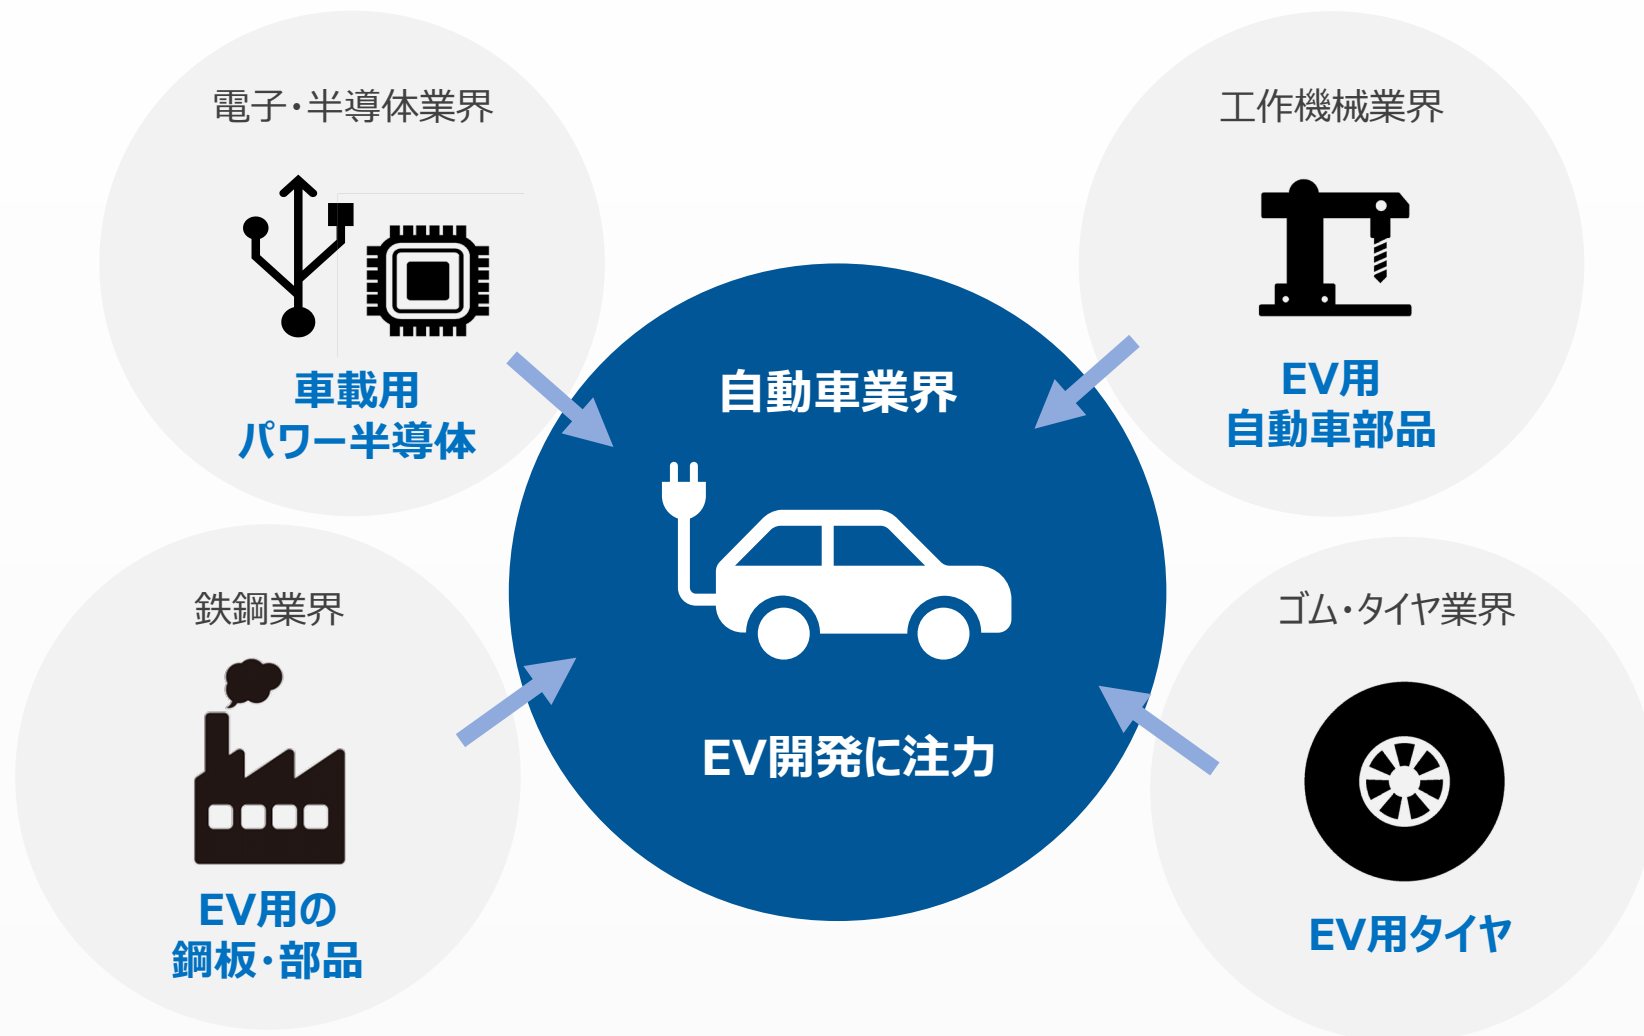 電子・半導体業界
車載用
パワー半導体
工作機械業界
EV用
自動車部品
自動車業界
EV開発に注力
鉄鋼業界
EV用の
鋼板・部品
ゴム・タイヤ業界
EV用タイヤ